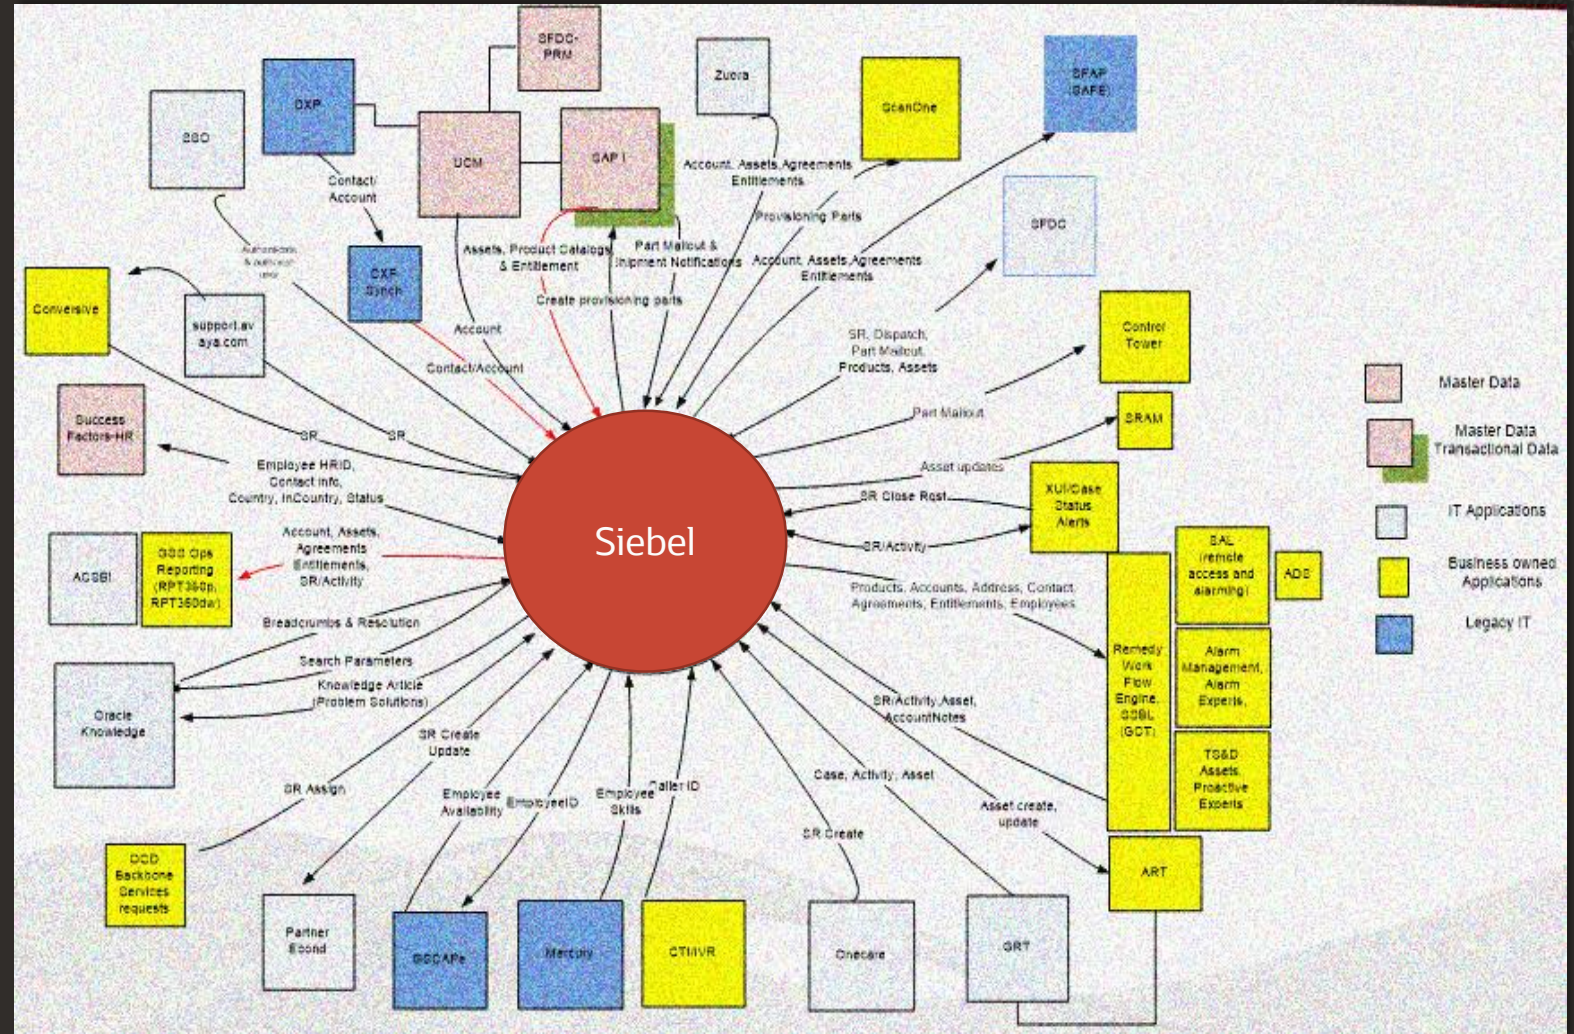 SFDC-
PRM
Zuora
ScanOne
SFAP
(SAFE)
CXP
SSO
UCM
SAP I
Contact/
Account
Account, Assets,Agreements
Entitlements
Provisioning Parts
SFDC
Account, Assets,Agreements
Entitlements
Assets, Product Catalogs
& Entitlement
Part Mailout &
Shipment Notifications
Create provisioning parts
CXP
Synch
Conversive
support.av
aya.com
Account
Contact/Account
SR, Dispatch,
Part Mailout,
Products, Assets
Control
Tower
Part Mailout
SRAM
Success
Factors-HR
SR
SR
Employee HRID,
Contact info,
Country, InCountry, Status
Asset updates
SR Close Rqst
XUI/Case
Status
Alerts
SR/Activity
Siebel
ACSBI
GSS Ops
Reporting
(RPT360p,
RPT360dw)
Account, Assets,
Agreements
Entitlements,
SR/Activity
SAL
(remote
access and
alarming)
ADS
Products, Accounts, Address, Contact,
Agreements, Entitlements, Employees
Breadcrumbs & Resolution
Search Parameters
Knowledge Article
(Problem Solutions)
Oracle
Knowledge
Remedy
Work
Flow
Engine,
SSBL
(GCT)
Alarm
Management,
Alarm
Experts,
TS&D
Assets,
Proactive
Experts
SR/Activity,Asset,
AccountNotes
SR Create
Update
SR Assign
Employee
Availability
EmployeeID
Employee
Skills
Caller ID
Case, Activity, Asset
SR Create
Asset create,
update
ART
Backbone
Services
requests
Partner
Ebond
Mercury
CTI/IVR
Onecare
GRT
Master Data
Master Data
Transactional Data
IT Applications
Business owned
Applications
Legacy IT